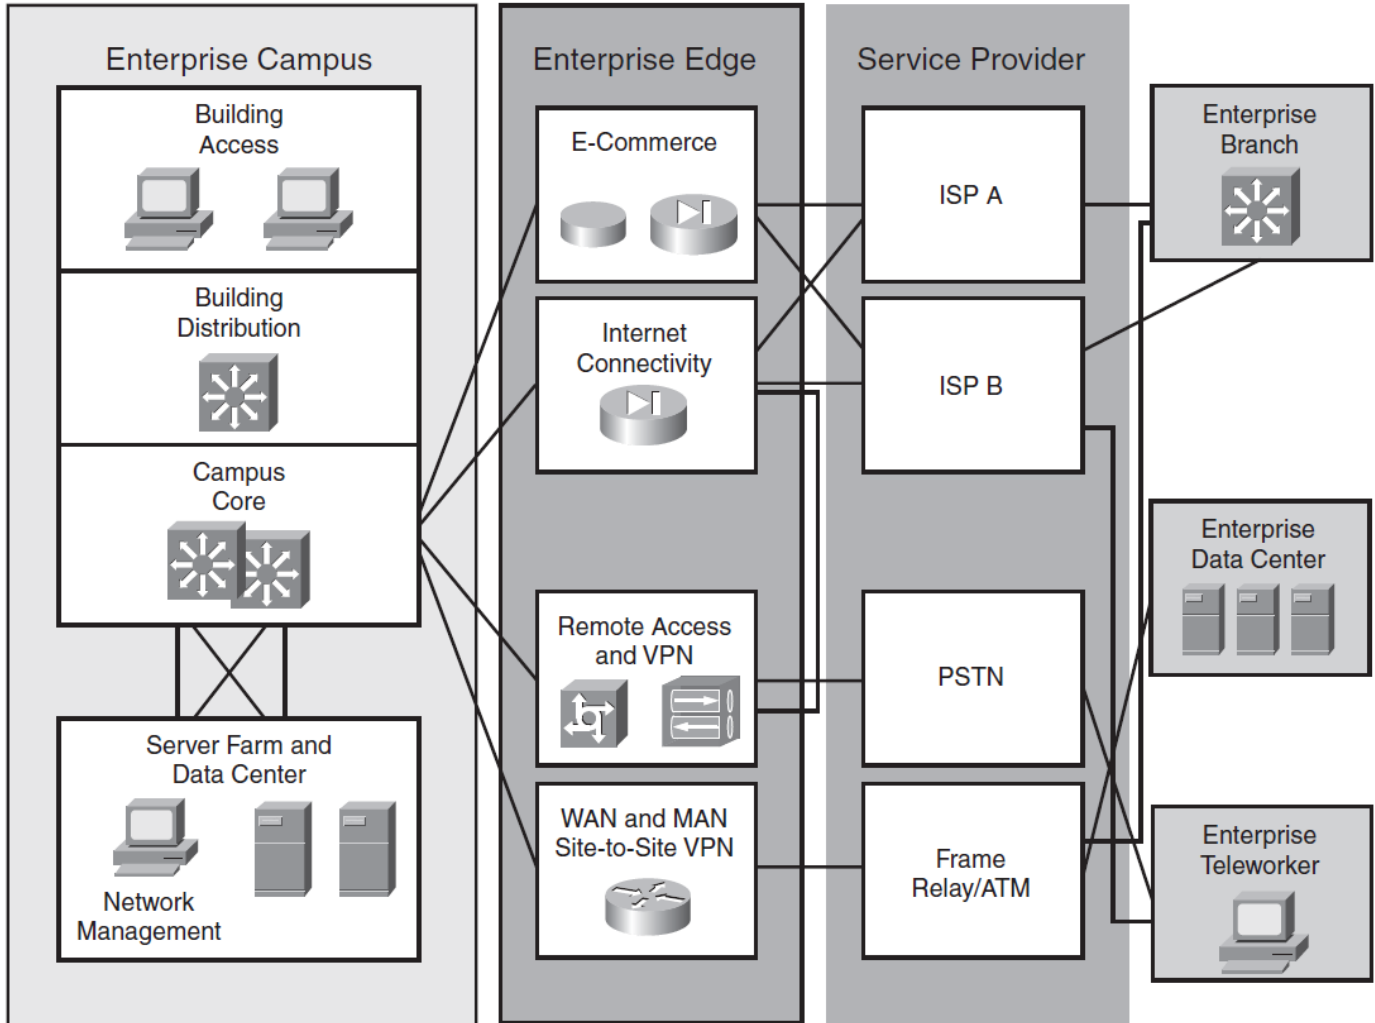 Enterprise Campus
Building
Access
Building
Distribution
Campus
Core
Server Farm and
Data Center
Network
Management
Enterprise Edge
E-Commerce
Internet
Connectivity
Remote Access
and VPN
WAN and MAN
Site-to-Site VPN
Service Provider
ISP A
ISP B
PSTN
Frame
Relay/ATM
Enterprise
Branch
Enterprise
Data Center
Enterprise
Teleworker